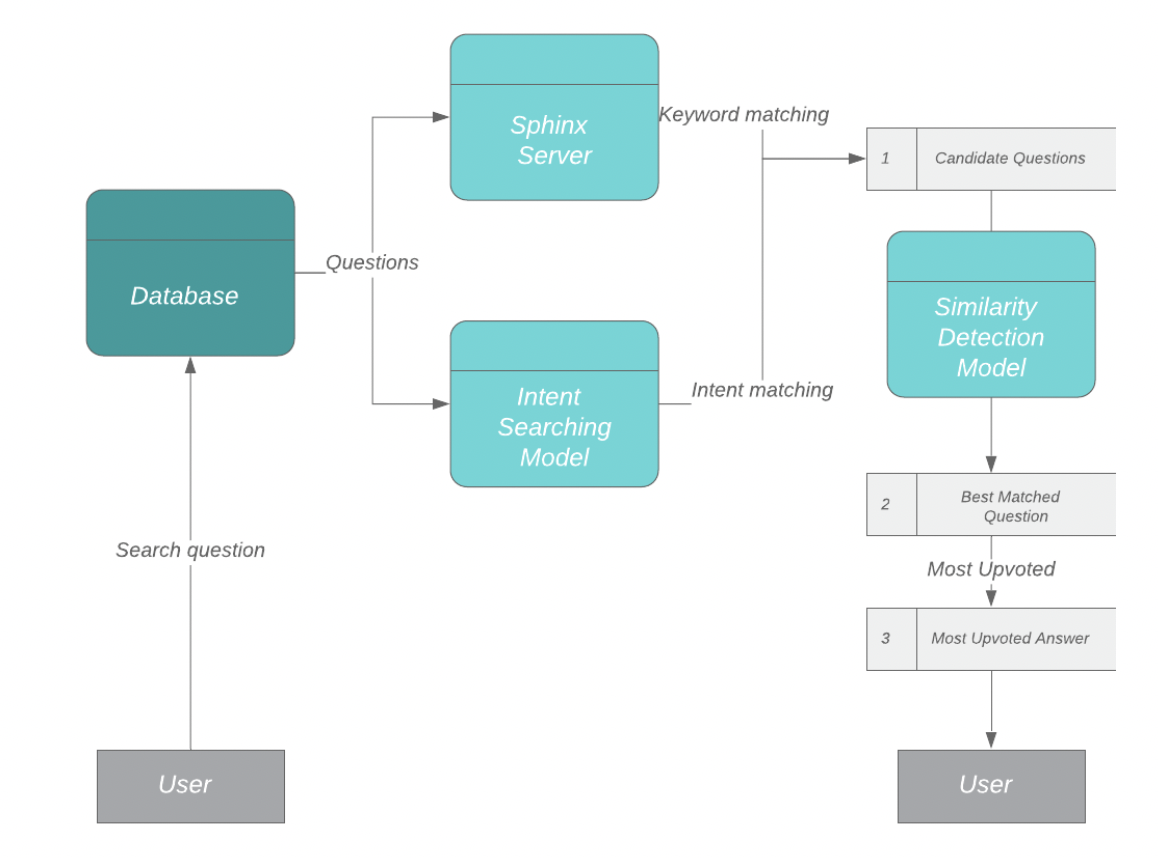 Sphinx
Server
Keyword matching
1
Candidate Questions
Questions
Database
Similarity
Detection
Model
Intent
Searching
Model
Intent matching
2
Best Matched
Question
Search question
Most Upvoted
3
Most Upvoted Answer
User
User